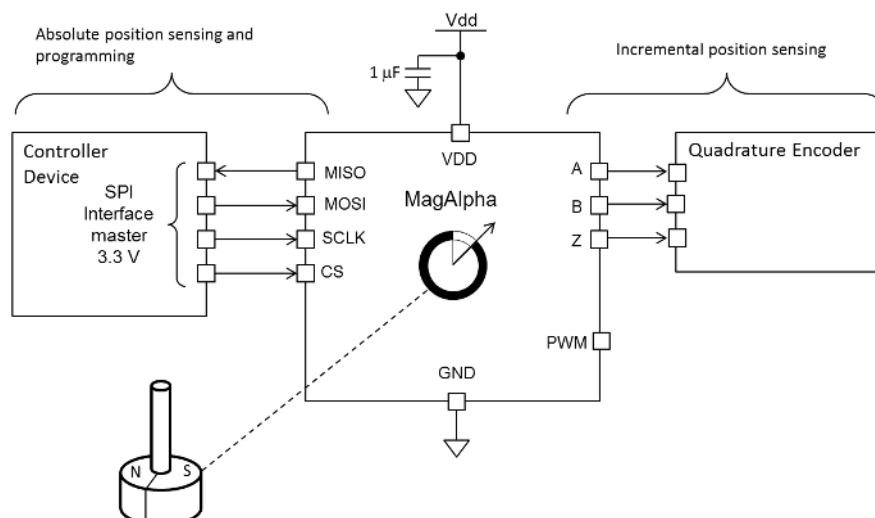 Absolute position sensing and
programming
Vdd
1 μF
Incremental position sensing
Controller
Device
SPI
Interface
master
3.3 V
MISO
MOSI
SCLK
CS
VDD
MagAlpha
GND
A
B
Z
PWM
Quadrature Encoder
N S